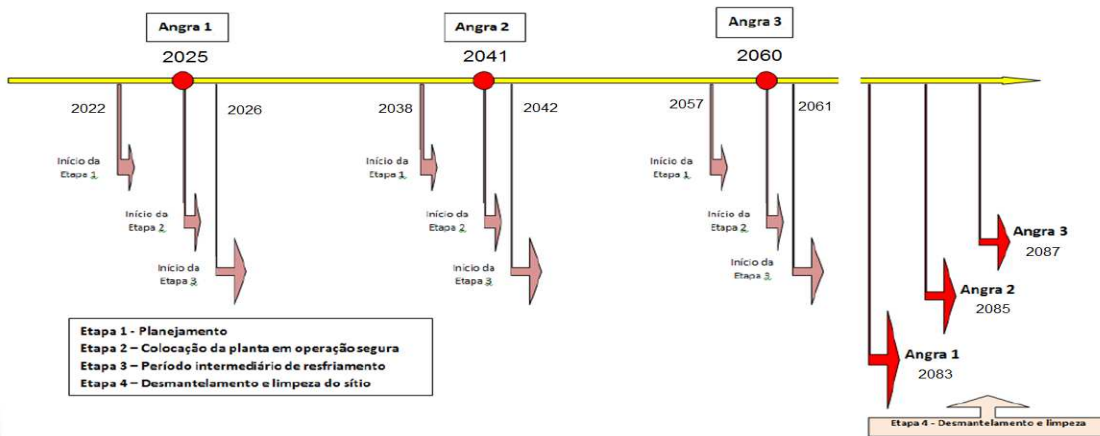 Angra 1
Angra 2
Angra 3
2025
2041
2060
2022
2026
2038
2042
2057
2061
Início da
Etapa 1
Início da
Etapa 1
Início da
Etapa 1
Início da
Etapa 2
Início da
Etapa 2
Início da
Etapa 2
Início da
Etapa 3
Início da
Etapa 3
Início da
Etapa 3
Angra 3
2087
Angra 2
2085
Angra 1
2083
Etapa 1 - Planejamento
Etapa 2 – Colocação da planta em operação segura
Etapa 3 – Período intermediário de resfriamento
Etapa 4 – Desmantelamento e limpeza do sítio
Etapa 4 - Desmantelamento e limpeza